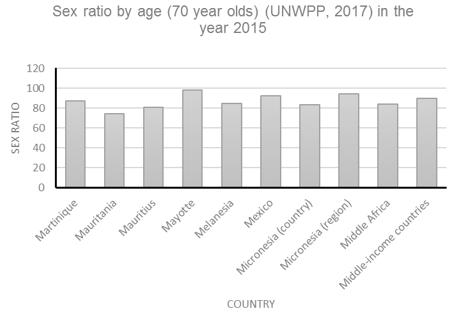 Sex ratio by age (70 year olds) (UNWPP, 2017) in the
year 2015
120
100
80
60
40
20
0
SEX RATIO
Martinique
Mauritania
Mauritius
Mayotte
Melanesia
Mexico
Micronesia (country)
Micronesia (region)
Middle Africa
Middle-income countries
COUNTRY